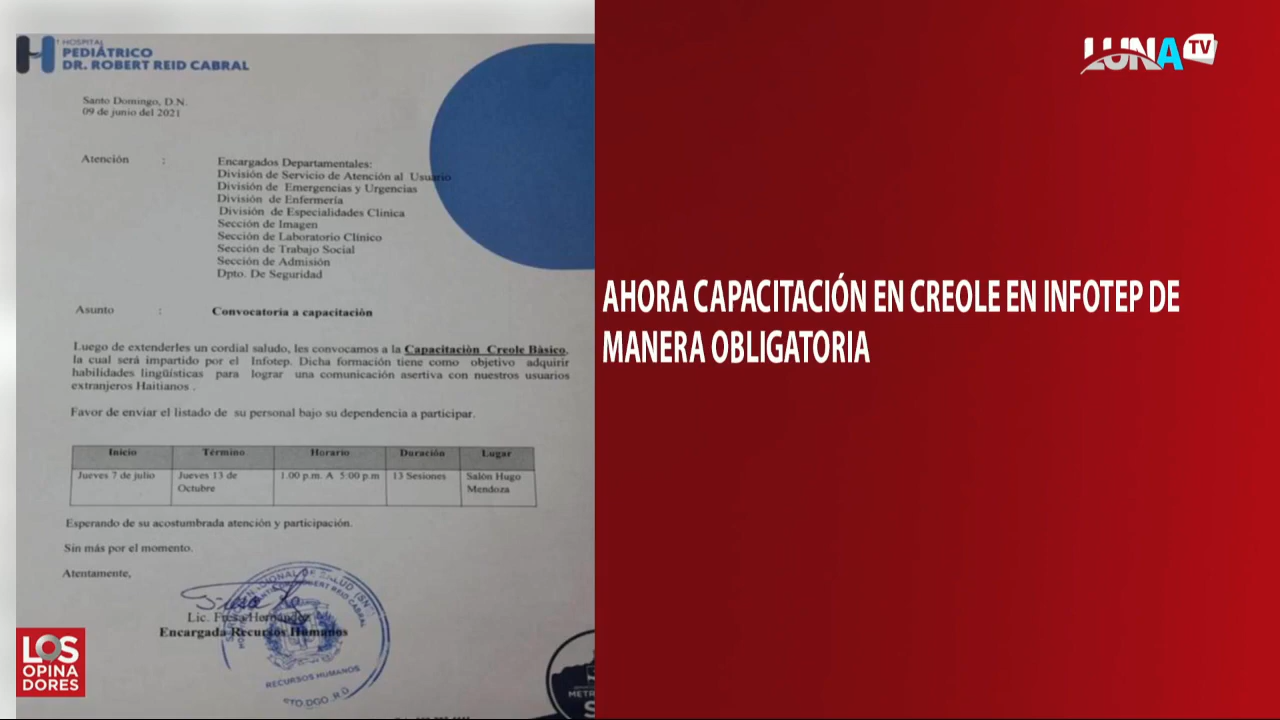 HOSPITAL
PEDIÁTRICO
DR. ROBERT REID CABRAL
Santo Domingo, D.N.
09 de junio del 2021
Atención :
Encargados Departamentales:
División de Servicio de Atención al Usuario
División de Emergencias y Urgencias
División de Enfermería
División de Especialidades Clinica
Sección de Imagen
Sección de Laboratorio Clínico
Sección de Trabajo Social
Sección de Admisión
Dpto. De Seguridad
Asunto : Convocatoria a capacitación
Luego de extenderles un cordial saludo, les convocamos a la Capacitaciòn Creole Bàsico,
la cual será impartido por el Infotep. Dicha formación tiene como objetivo adquirir
habilidades lingüísticas para lograr una comunicación asertiva con nuestros usuarios
extranjeros Haitianos .
Favor de enviar el listado de su personal bajo su dependencia a participar.
Inicio Término Horario Duración Lugar
Jueves 7 de julio Jueves 13 de 1:00 p.m. A 5:00 p.m 13 Sesiones Salón Hugo
Octubre Mendoza
Esperando de su acostumbrada atención y participación.
Sin más por el momento.
Atentamente,
Lic. Hernández
Encargada Recursos Humanos
RECURSOS HUMANOS
STO.DGO. R.D
LOS
OPINA
DORES
LUNA TV
AHORA CAPACITACIÓN EN CREOLE EN INFOTEP DE
MANERA OBLIGATORIA